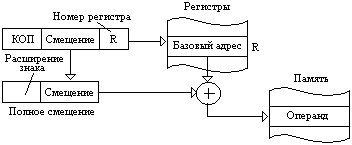 Номер регистра
Регистры
КОП
Смещение
R
Базовый адрес
R
Расширение
знака
Смещение
Полное смещение
+
Память
Операнд